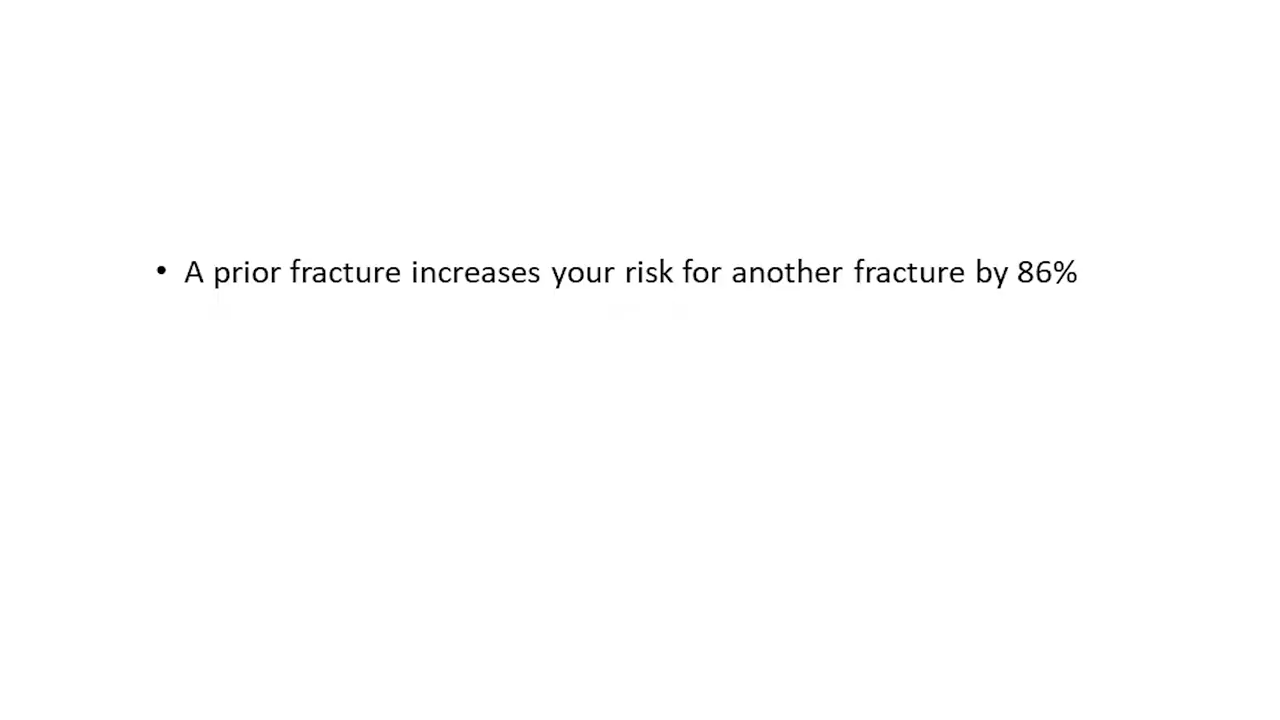 • A prior fracture increases your risk for another fracture by 86%